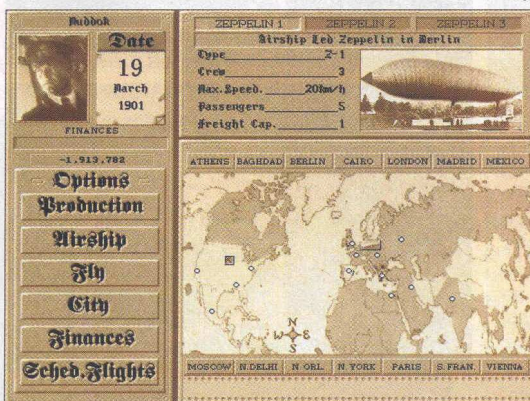 Ruddok
Date
19
March
1901
FINANCES
-1.913.782
Options
Production
Airship
Fly
City
Finances
Sched.Flights
ZEPPELIN 1 ZEPPELIN 2 ZEPPELIN 3
Airship Led Zeppelin in Berlin
Type 2-1
Crew 3
Max.Speed. 20km/h
Passengers 5
Freight Cap. 1
ATHENS BAGHDAD BERLIN CAIRO LONDON MADRID MEXICO
N
W E
S
MOSCOW N.DELHI N ORL. N. YORK PARIS S. FRAN. VIENNA